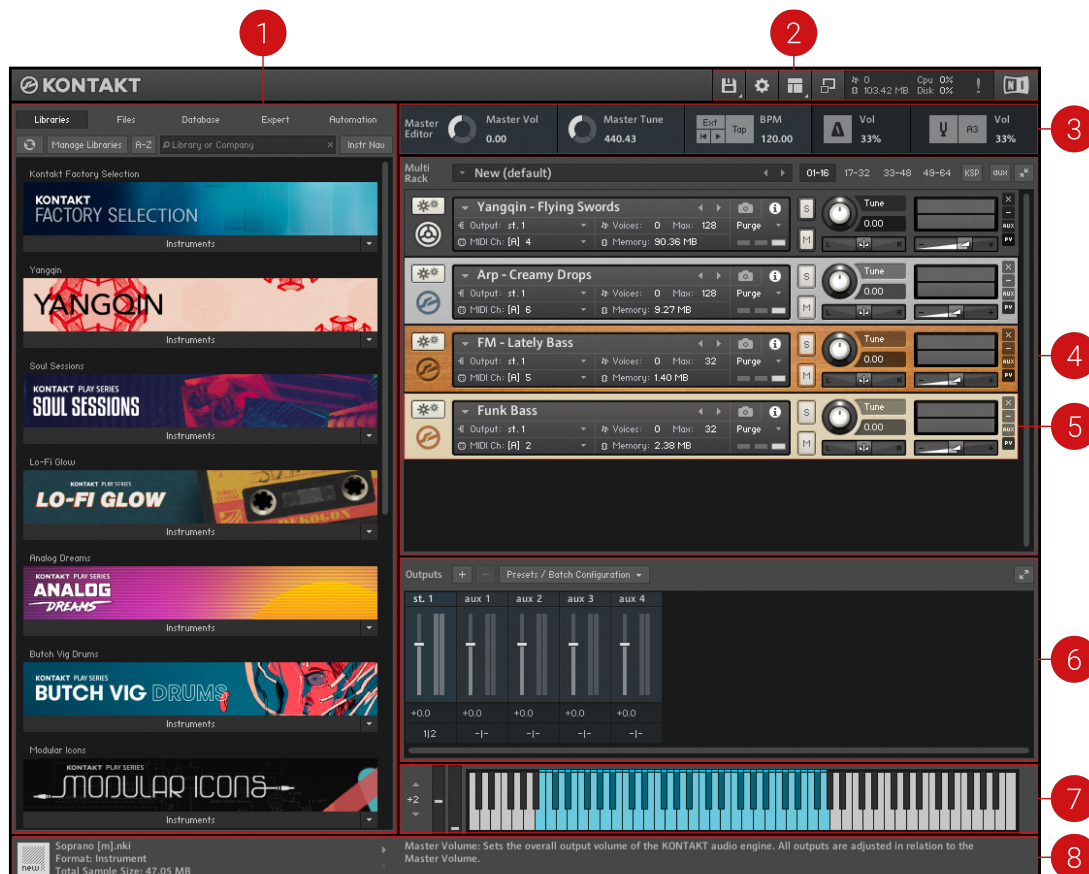 1
2
KONTAKT
0
103.42 MB
Cpu 0%
Disk 0%
!
NI
Libraries
Files
Database
Expert
Automation
Manage Libraries
A-Z
Library or Company
×
Instr Nav
Kontakt Factory Selection
KONTAKT
FACTORY SELECTION
Instruments
Yangqin
YANGQIN
Instruments
Soul Sessions
KONTAKT PLAY SERIES
SOUL SESSIONS
Instruments
Lo-Fi Glow
KONTAKT PLAY SERIES
LO-FI GLOW
DEKOGON
Instruments
Analog Dreams
KONTAKT PLAY SERIES
ANALOG
DREAMS
Instruments
Butch Vig Drums
KONTAKT PLAY SERIES
BUTCH VIG DRUMS
Instruments
Modular Icons
KONTAKT PLAY SERIES
MODULAR ICONS
Instruments
Master
Editor
Master Vol
0.00
Master Tune
440.43
Ext
Tap
BPM
120.00
Vol
33%
A3
Vol
33%
3
Multi
Rack
New (default)
01-16
17-32
33-48
49-64
KSP
aux
Yangqin - Flying Swords
Output: st. 1
Voices: 0 Max: 128
Purge
MIDI Ch: [A] 4
Memory: 90.36 MB
S
M
Tune
0.00
L
R
- +
×
-
AUX
PV
Arp - Creamy Drops
Output: st. 1
Voices: 0 Max: 128
Purge
MIDI Ch: [A] 6
Memory: 9.27 MB
S
M
Tune
0.00
L
R
- +
×
-
AUX
PV
FM - Lately Bass
Output: st. 1
Voices: 0 Max: 32
Purge
MIDI Ch: [A] 5
Memory: 1.40 MB
S
M
Tune
0.00
L
R
- +
×
-
AUX
PV
4
Funk Bass
Output: st. 1
Voices: 0 Max: 32
Purge
MIDI Ch: [A] 2
Memory: 2.38 MB
S
M
Tune
0.00
L
R
- +
×
-
AUX
PV
5
Outputs
+ -
Presets / Batch Configuration
st. 1
aux 1
aux 2
aux 3
aux 4
+0.0
+0.0
+0.0
+0.0
+0.0
1|2
-|-
-|-
-|-
-|-
6
+2
7
new
Soprano [m].nki
Format: Instrument
Total Sample Size: 47.05 MB
Master Volume: Sets the overall output volume of the KONTAKT audio engine. All outputs are adjusted in relation to the
Master Volume.
8